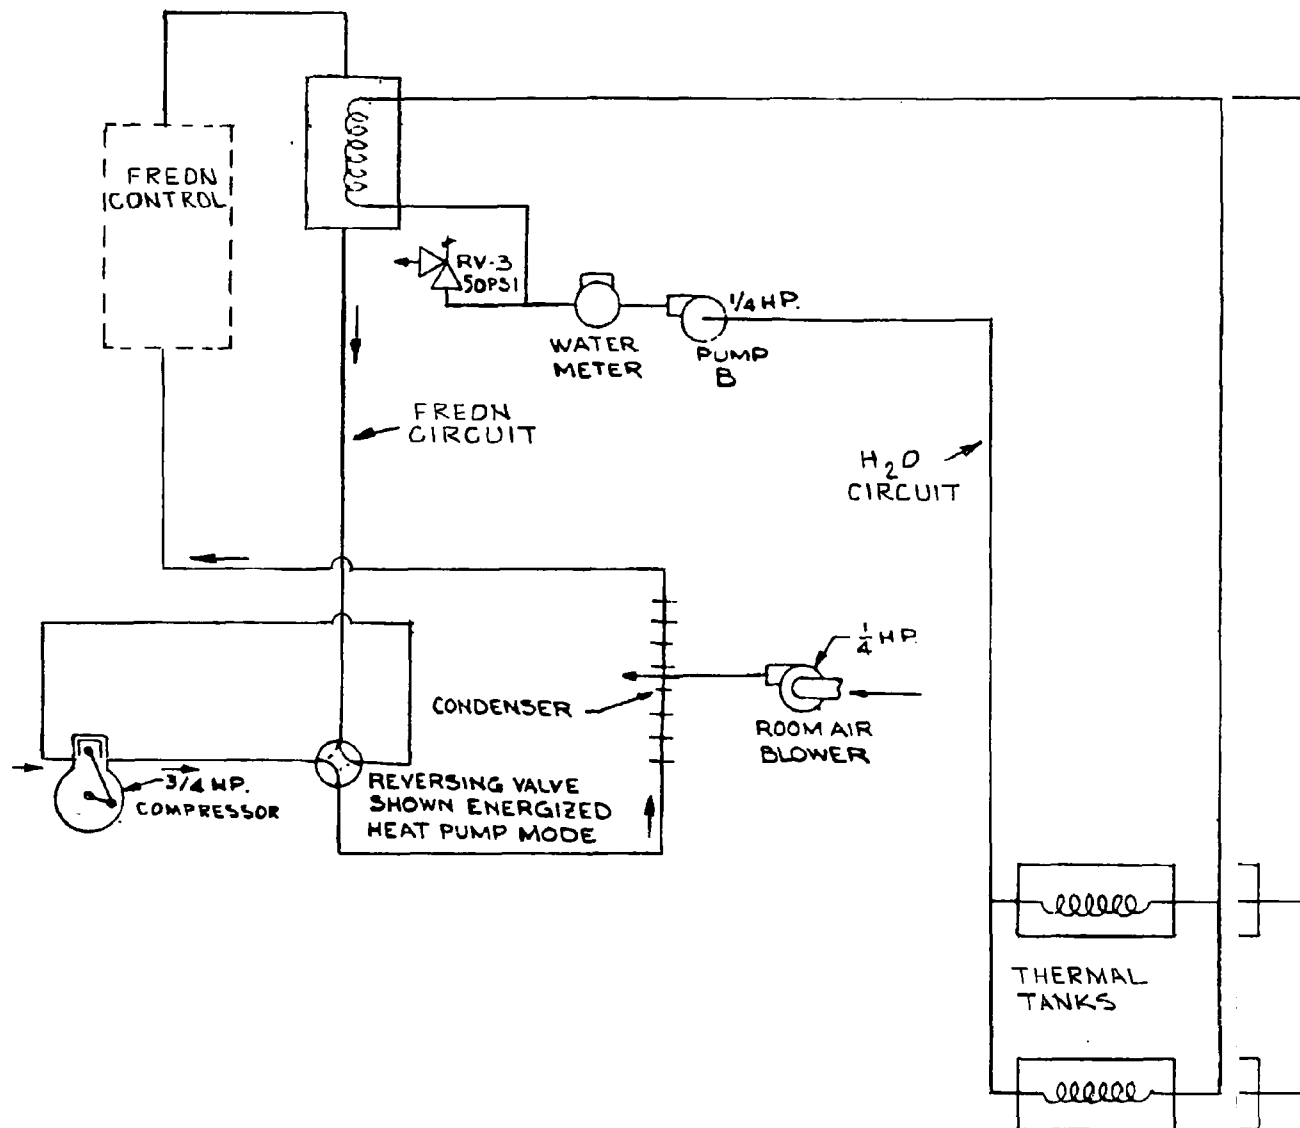 FREON
CONTROL
RV-3
50PSI
1/4 HP.
WATER
METER
PUMP
B
FREON
CIRCUIT
H2O
CIRCUIT
1/4 HP.
CONDENSER
ROOM AIR
BLOWER
3/4 HP.
COMPRESSOR
REVERSING VALVE
SHOWN ENERGIZED
HEAT PUMP MODE
THERMAL
TANKS